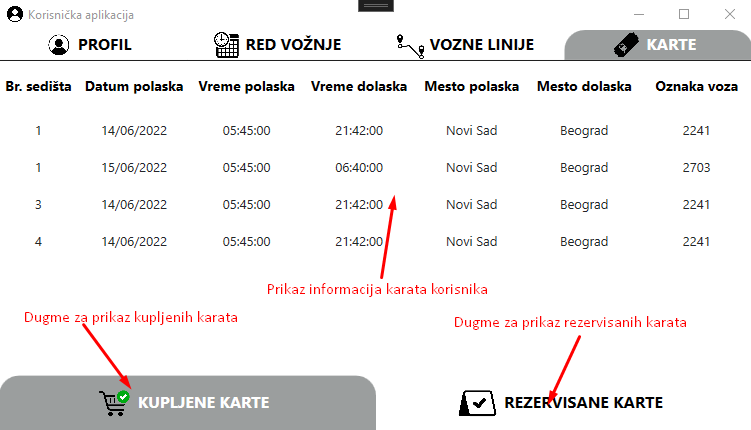 Korisnička aplikacija
PROFIL RED VOŽNJE VOZNE LINIJE KARTE
Br. sedišta Datum polaska Vreme polaska Vreme dolaska Mesto polaska Mesto dolaska Oznaka voza
1 14/06/2022 05:45:00 21:42:00 Novi Sad Beograd 2241
1 15/06/2022 05:45:00 06:40:00 Novi Sad Beograd 2703
3 14/06/2022 05:45:00 21:42:00 Novi Sad Beograd 2241
4 14/06/2022 05:45:00 21:42:00 Novi Sad Beograd 2241
Prikaz informacija karata korisnika
Dugme za prikaz kupljenih karata
Dugme za prikaz rezervisanih karata
KUPLJENE KARTE REZERVISANE KARTE